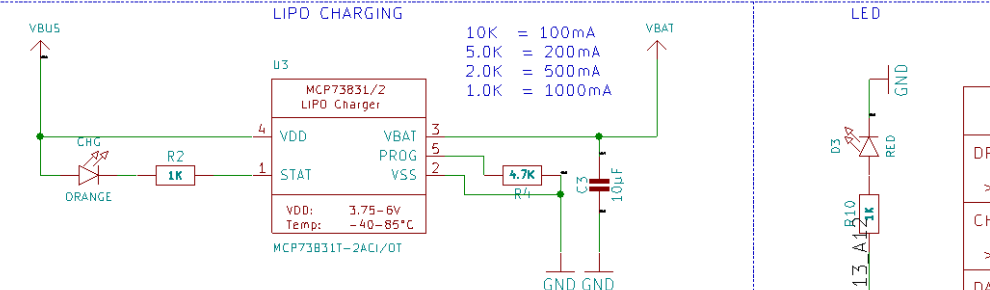 LIPO CHARGING
LED
VBUS
VBAT
10K = 100mA
5.0K = 200mA
2.0K = 500mA
1.0K = 1000mA
U3
MCP73831/2
LIPO Charger
GND
4
VDD
VBAT
3
CHG
PROG
5
D3
RED
R2
1K
1
STAT
VSS
2
4.7K
R4
C3
10µF
ORANGE
VDD: 3.75-6V
Temp: -40-85°C
R10
1K
MCP73831T-2ACI/OT
13_A12
GND
GND